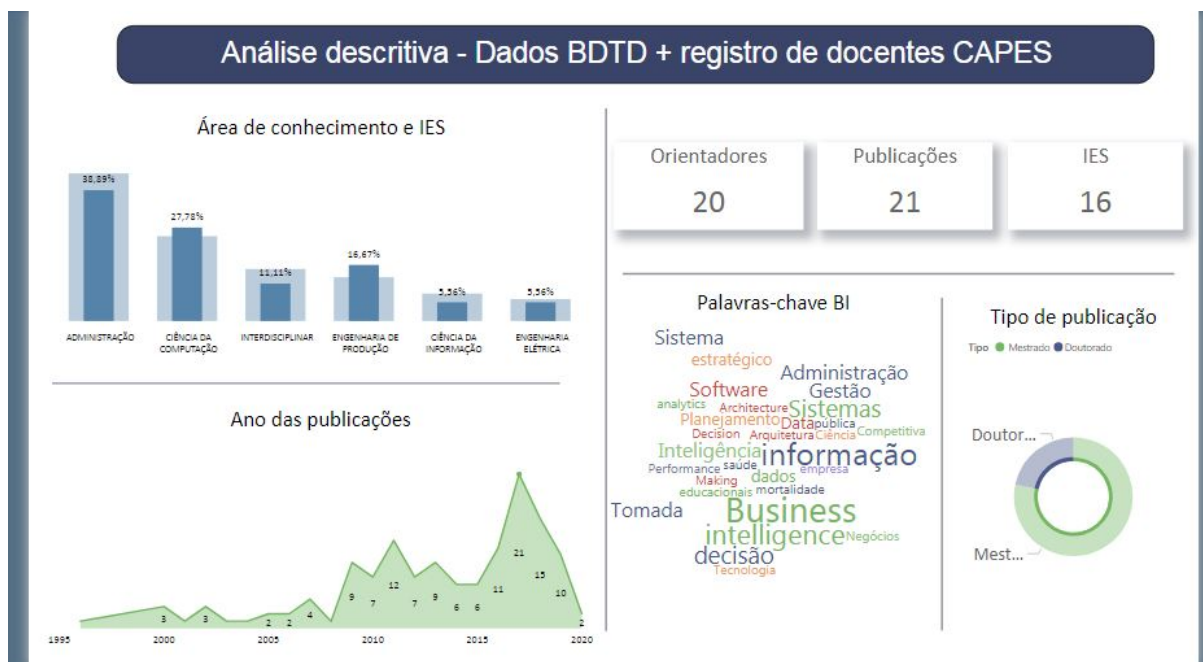 Análise descritiva - Dados BDTD + registro de docentes CAPES
Área de conhecimento e IES
38,89%
27,78%
11,11%
16,67%
5,56%
5,56%
ADMINISTRAÇÃO
CIÊNCIA DA
COMPUTAÇÃO
INTERDISCIPLINAR
ENGENHARIA DE
PRODUÇÃO
CIÊNCIA DA
INFORMAÇÃO
ENGENHARIA
ELÉTRICA
Ano das publicações
3
3
2
2
4
9
7
12
7
9
6
6
11
21
15
10
2
1995
2000
2005
2010
2015
2020
Orientadores
20
Publicações
21
IES
16
Palavras-chave BI
Sistema
estratégico
Administração
Software
Gestão
analytics
Architecture
Sistemas
Planejamento
Data
pública
Decision
Arquitetura
Ciência
Competitiva
Inteligência
informação
Performance
saúde
empresa
Making
dados
educacionais
mortalidade
Tomada
Business
intelligence
Negócios
decisão
Tecnologia
Tipo de publicação
Tipo
Mestrado
Doutorado
Doutor...
Mest...